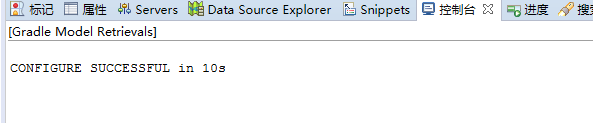 标记 属性 Servers Data Source Explorer Snippets 控制台 进度
[Gradle Model Retrievals]
CONFIGURE SUCCESSFUL in 10s